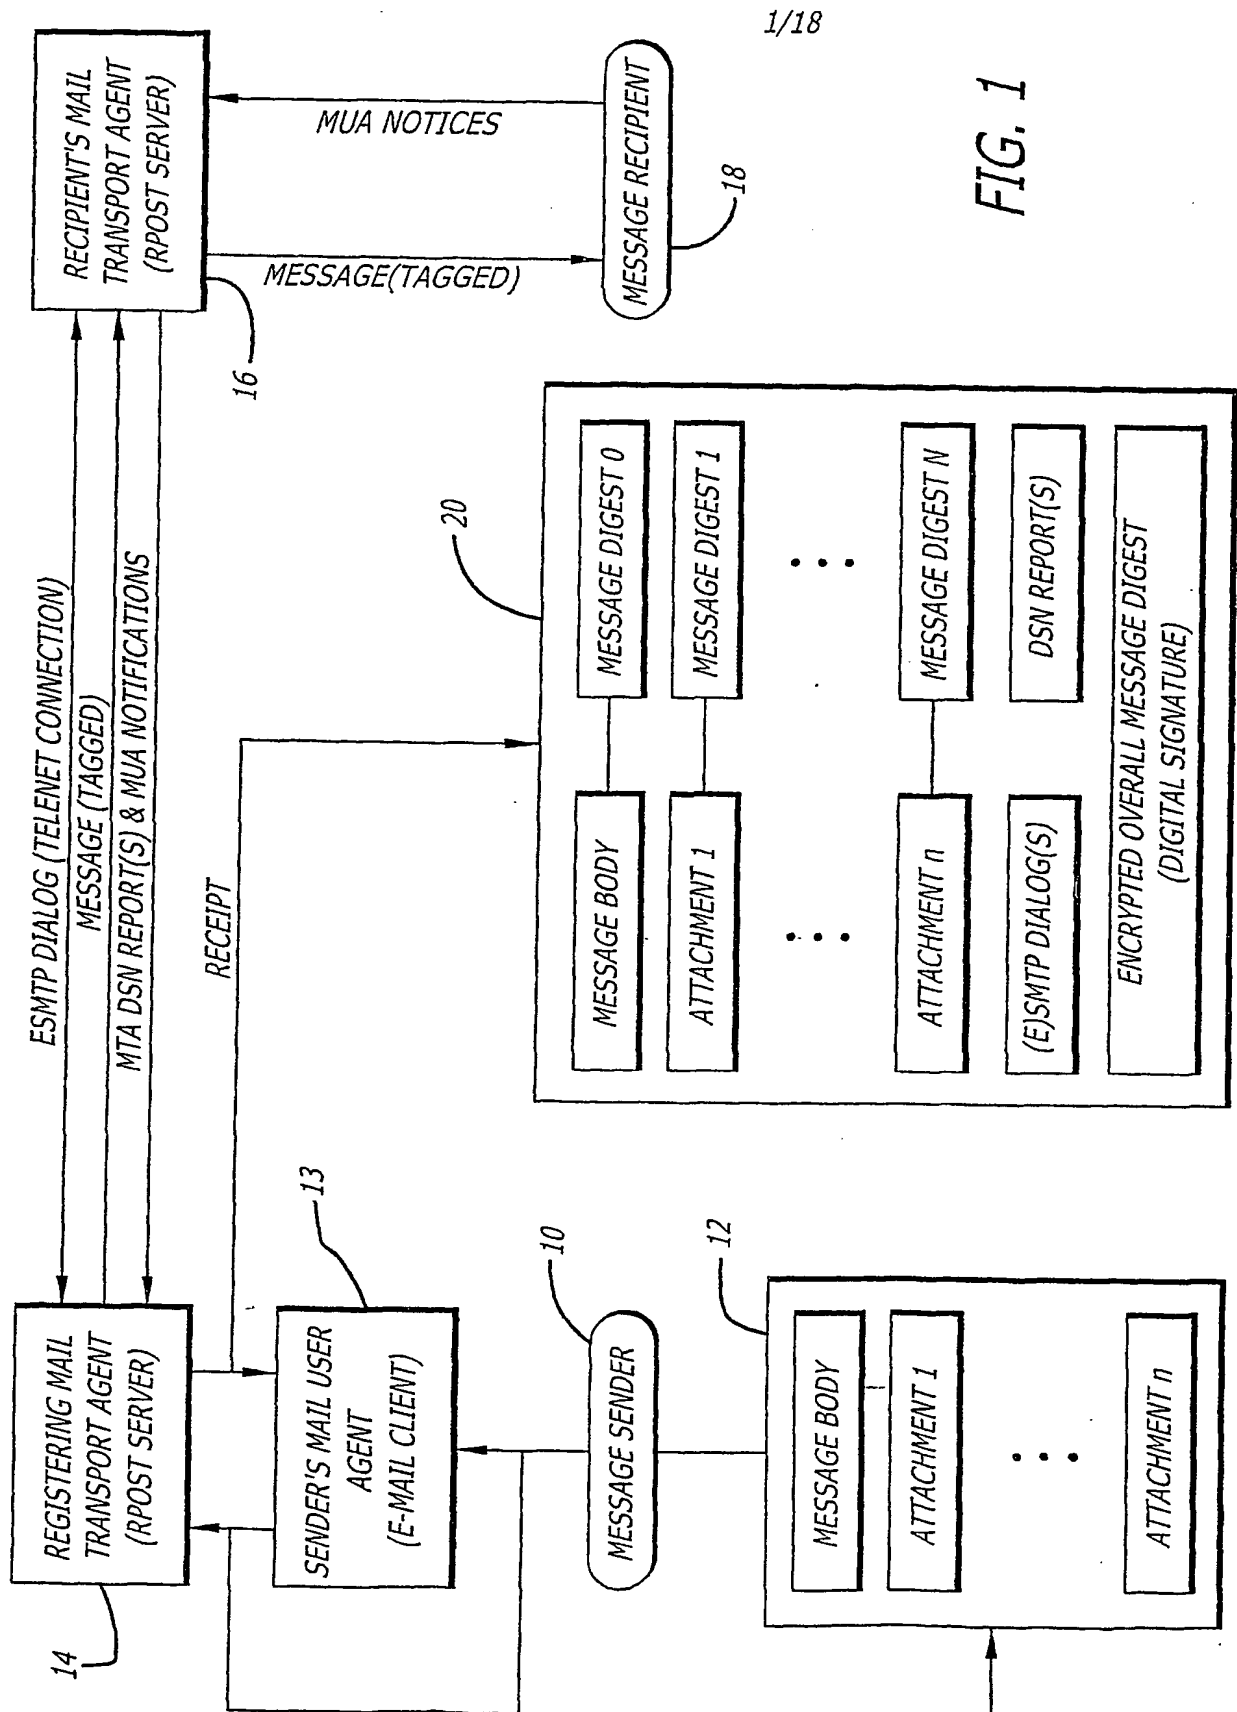 1/18
REGISTERING MAIL
TRANSPORT AGENT
(RPOST SERVER)
14
ESMTP DIALOG (TELENET CONNECTION)
MESSAGE (TAGGED)
MTA DSN REPORT(S) & MUA NOTIFICATIONS
RECIPIENT'S MAIL
TRANSPORT AGENT
(RPOST SERVER)
16
RECEIPT
SENDER'S MAIL USER
AGENT
(E-MAIL CLIENT)
13
MESSAGE(TAGGED)
MUA NOTICES
MESSAGE SENDER
10
MESSAGE RECIPIENT
18
20
MESSAGE BODY
MESSAGE DIGEST 0
ATTACHMENT 1
MESSAGE DIGEST 1
ATTACHMENT n
MESSAGE DIGEST N
(E)SMTP DIALOG(S)
DSN REPORT(S)
ENCRYPTED OVERALL MESSAGE DIGEST
(DIGITAL SIGNATURE)
12
MESSAGE BODY
ATTACHMENT 1
ATTACHMENT n
FIG. 1